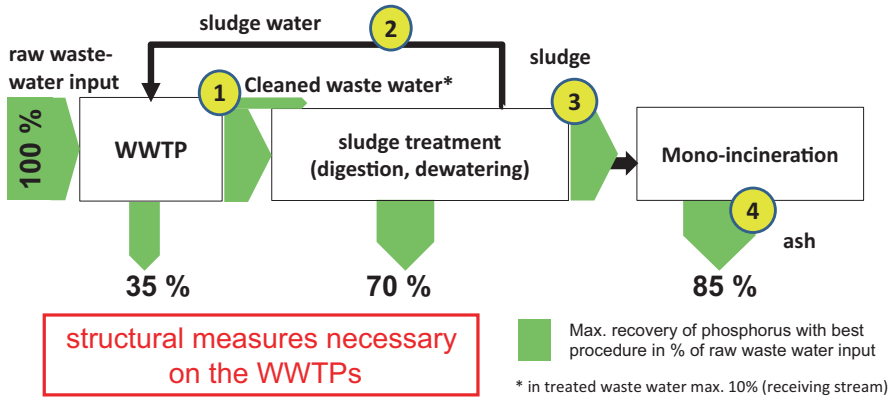 sludge water
2
raw waste-
water input
sludge
1
Cleaned waste water*
3
100 %
WWTP
sludge treatment
(digestion, dewatering)
Mono-incineration
4
ash
35 %
70 %
85 %
structural measures necessary
on the WWTPs
Max. recovery of phosphorus with best
procedure in % of raw waste water input
* in treated waste water max. 10% (receiving stream)